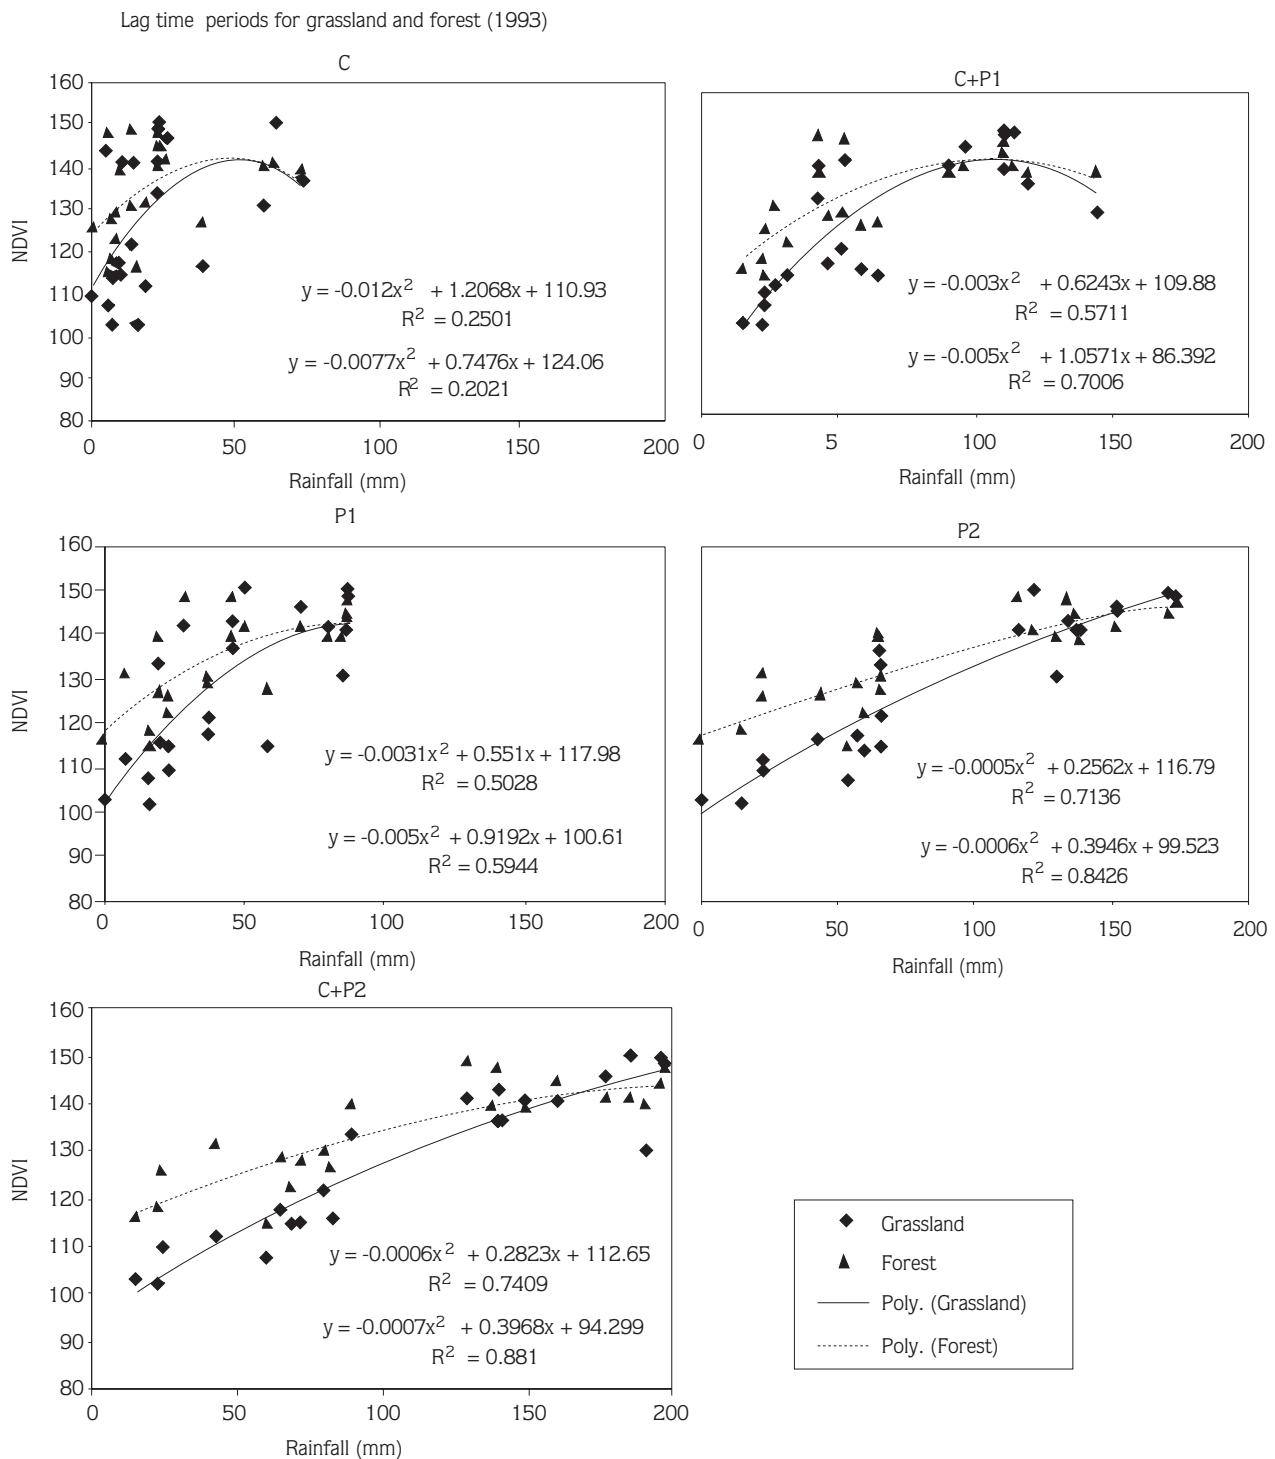 Lag time periods for grassland and forest (1993)
C
160
150
140
130
120
110
100
90
80
NDVI
y = -0.012x² + 1.2068x + 110.93
R² = 0.2501
y = -0.0077x² + 0.7476x + 124.06
R² = 0.2021
0 50 100 150 200
Rainfall (mm)
C+P1
y = -0.003x² + 0.6243x + 109.88
R² = 0.5711
y = -0.005x² + 1.0571x + 86.392
R² = 0.7006
0 5 100 150 200
Rainfall (mm)
P1
160
150
140
130
120
110
100
90
80
NDVI
y = -0.0031x² + 0.551x + 117.98
R² = 0.5028
y = -0.005x² + 0.9192x + 100.61
R² = 0.5944
0 50 100 150 200
Rainfall (mm)
P2
y = -0.0005x² + 0.2562x + 116.79
R² = 0.7136
y = -0.0006x² + 0.3946x + 99.523
R² = 0.8426
0 50 100 150 200
Rainfall (mm)
C+P2
160
150
140
130
120
110
100
90
80
NDVI
y = -0.0006x² + 0.2823x + 112.65
R² = 0.7409
y = -0.0007x² + 0.3968x + 94.299
R² = 0.881
0 50 100 150 200
Rainfall (mm)
Grassland
Forest
Poly. (Grassland)
Poly. (Forest)